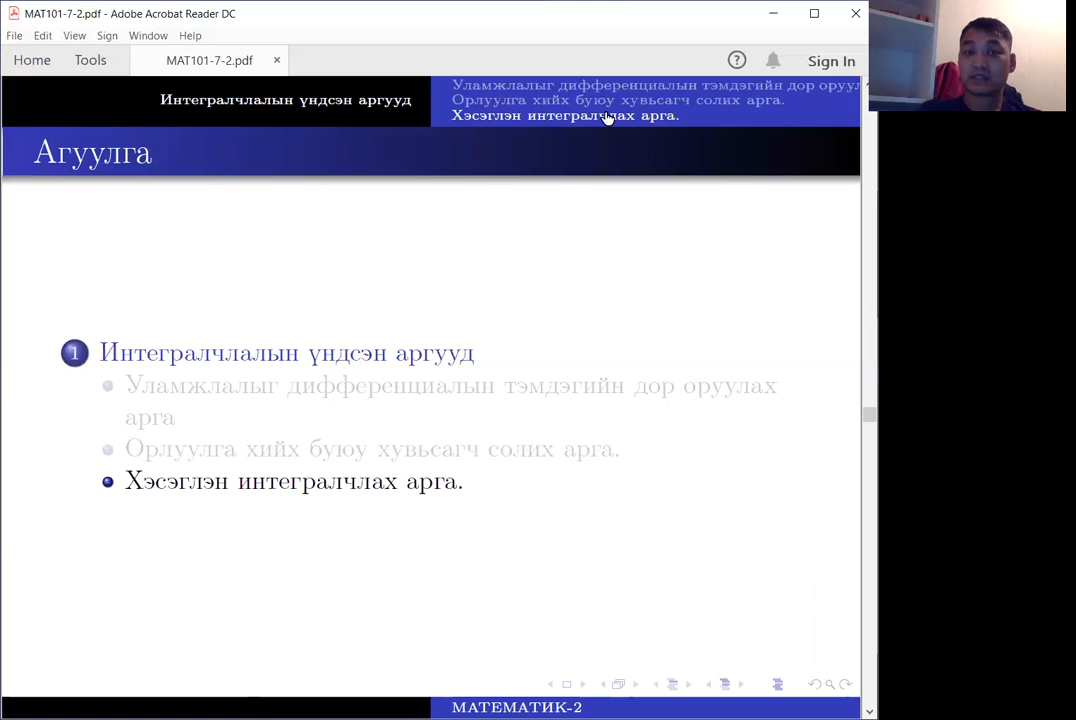 MAT101-7-2.pdf - Adobe Acrobat Reader DC
File Edit View Sign Window Help
Home Tools MAT101-7-2.pdf × ? Sign In
Интегралчлалын үндсэн аргууд
Уламжлалыг дифференциалын тэмдэгийн дор оруул
Орлуулга хийх буюу хувьсагч солих арга.
Хэсэглэн интегралчлах арга.
Агуулга
1 Интегралчлалын үндсэн аргууд
Уламжлалыг дифференциалын тэмдэгийн дор оруулах
арга
Орлуулга хийх буюу хувьсагч солих арга.
Хэсэглэн интегралчлах арга.
МАТЕМАТИК-2